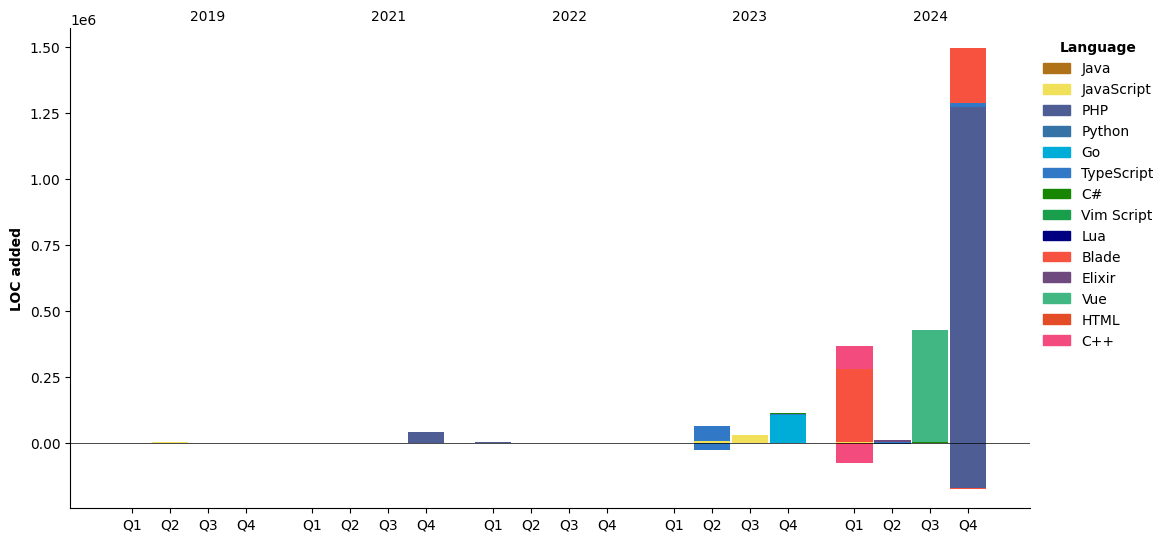 1e6
2019 2021 2022 2023 2024
Language
Java
JavaScript
PHP
Python
Go
TypeScript
C#
Vim Script
Lua
Blade
Elixir
Vue
HTML
C++
LOC added
1.50
1.25
1.00
0.75
0.50
0.25
0.00
Q1 Q2 Q3 Q4 Q1 Q2 Q3 Q4 Q1 Q2 Q3 Q4 Q1 Q2 Q3 Q4 Q1 Q2 Q3 Q4